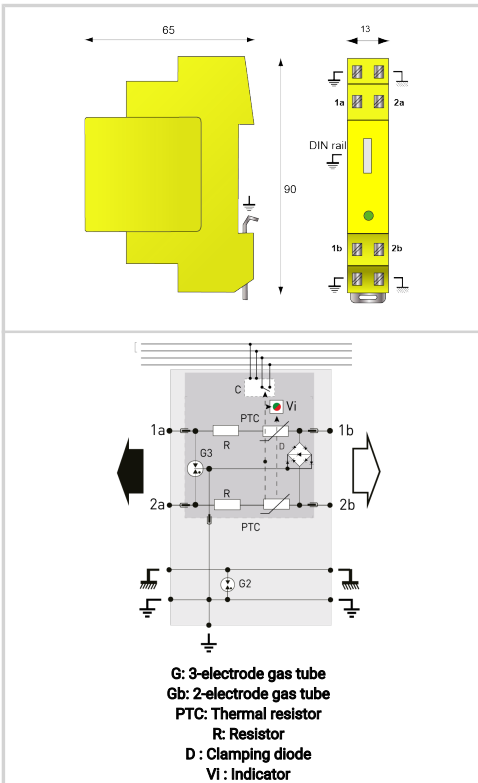 65
13
1a
2a
DIN rail
90
1b
2b
C
Vi
PTC
1a
1b
R
D
G3
2a
R
2b
PTC
G2
G: 3-electrode gas tube
Gb: 2-electrode gas tube
PTC: Thermal resistor
R: Resistor
D : Clamping diode
Vi : Indicator